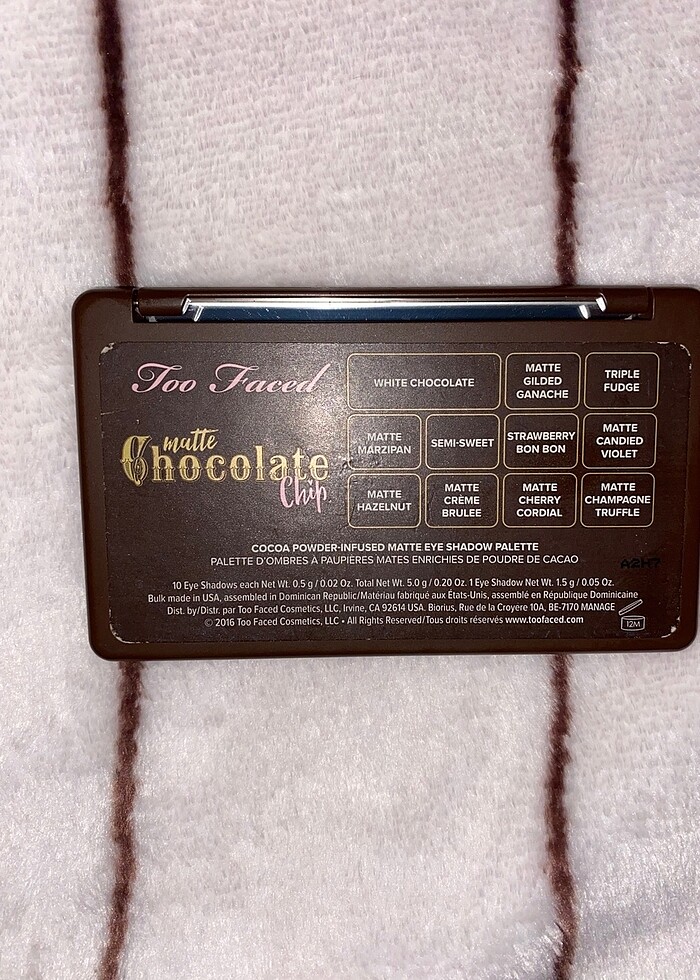 Too Faced
matte
Chocolate
Chip
WHITE CHOCOLATE
MATTE
GILDED
GANACHE
TRIPLE
FUDGE
MATTE
MARZIPAN
SEMI-SWEET
STRAWBERRY
BON BON
MATTE
CANDIED
VIOLET
MATTE
HAZELNUT
MATTE
CRÈME
BRULEE
MATTE
CHERRY
CORDIAL
MATTE
CHAMPAGNE
TRUFFLE
COCOA POWDER-INFUSED MATTE EYE SHADOW PALETTE
PALETTE D'OMBRES À PAUPIÈRES MATES ENRICHIES DE POUDRE DE CACAO
A2H7
10 Eye Shadows each Net Wt. 0.5 g / 0.02 Oz. Total Net Wt. 5.0 g / 0.20 Oz. 1 Eye Shadow Net Wt. 1.5 g / 0.05 Oz.
Bulk made in USA, assembled in Dominican Republic/Matériau fabriqué aux États-Unis, assemblé en République Dominicaine
Dist. by/Distr. par Too Faced Cosmetics, LLC, Irvine, CA 92614 USA. Biorius, Rue de la Croyere 10A, BE-7170 MANAGE
© 2016 Too Faced Cosmetics, LLC • All Rights Reserved/Tous droits réservés www.toofaced.com
12M